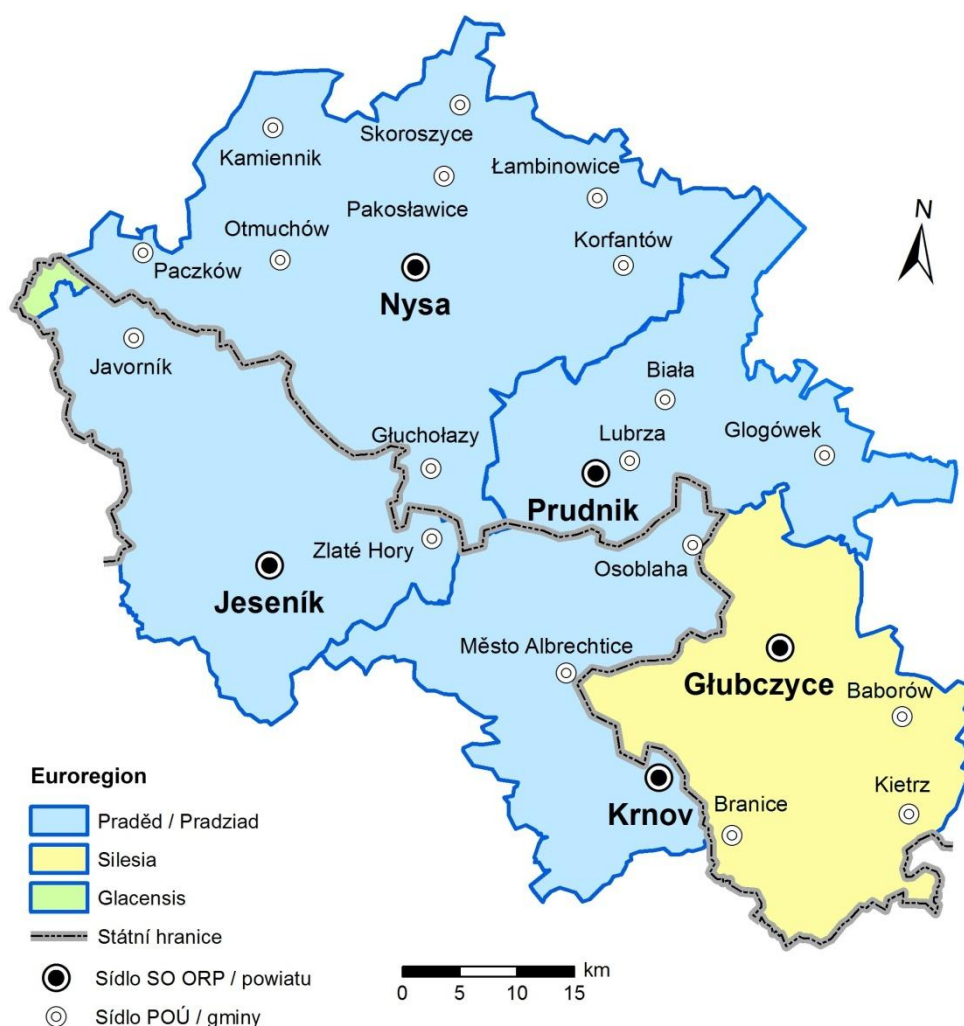 Skoroszyce
Kamiennik
Łambinowice
Pakosławice
Otmuchów
Korfantów
Paczków
N
Nysa
Javorník
Biała
Głuchołazy
Lubrza
Glogówek
Prudnik
Zlaté Hory
Osoblaha
Jeseník
Město Albrechtice
Głubczyce
Baborów
Krnov
Branice
Kietrz
Euroregion
Praděd / Pradziad
Silesia
Glacensis
Státní hranice
Sídlo SO ORP / powiatu
Sídlo POÚ / gminy
km
0 5 10 15